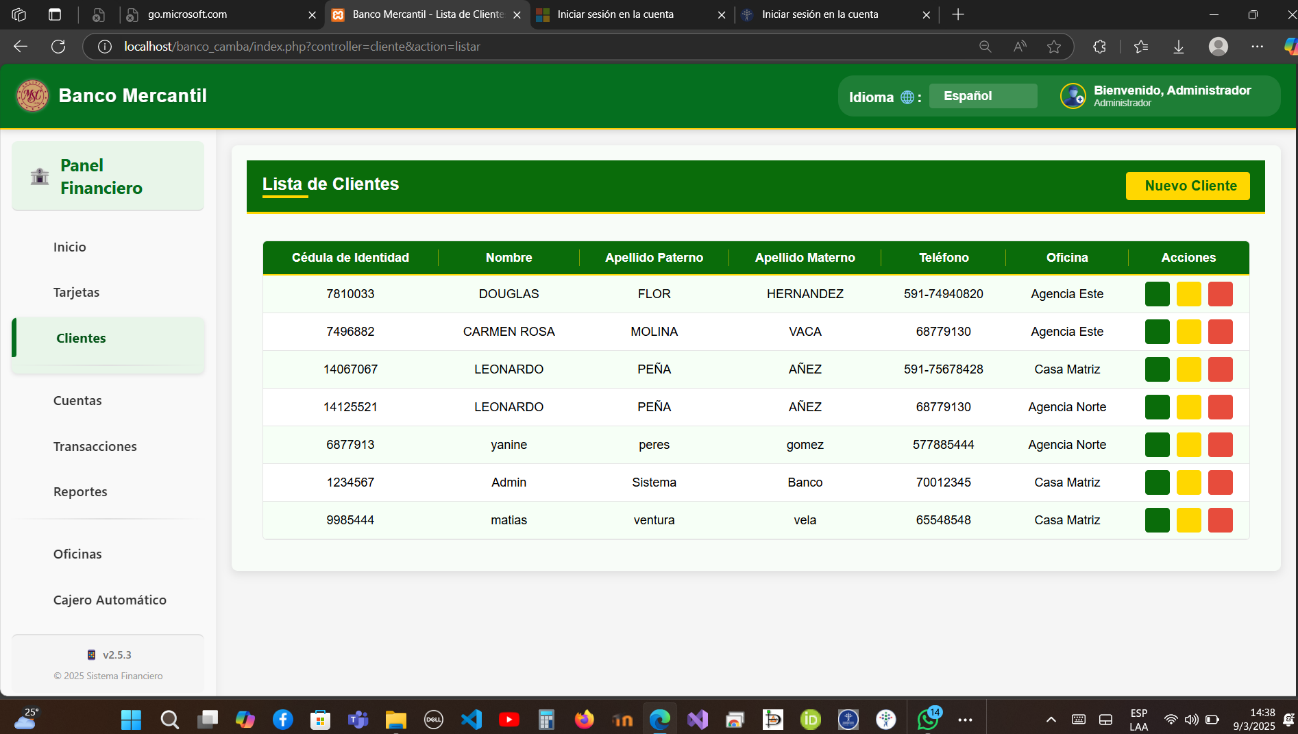 go.microsoft.com
Banco Mercantil - Lista de Cliente
Iniciar sesión en la cuenta
Iniciar sesión en la cuenta
localhost/banco_camba/index.php?controller=cliente&action=listar
Banco Mercantil
Idioma :
Español
Bienvenido, Administrador
Administrador
Panel
Financiero
Inicio
Tarjetas
Clientes
Cuentas
Transacciones
Reportes
Oficinas
Cajero Automático
v2.5.3
© 2025 Sistema Financiero
Lista de Clientes
Nuevo Cliente
Cédula de Identidad Nombre Apellido Paterno Apellido Materno Teléfono Oficina Acciones
7810033 DOUGLAS FLOR HERNANDEZ 591-74940820 Agencia Este
7496882 CARMEN ROSA MOLINA VACA 68779130 Agencia Este
14067067 LEONARDO PEÑA AÑEZ 591-75678428 Casa Matriz
14125521 LEONARDO PEÑA AÑEZ 68779130 Agencia Norte
6877913 yanine peres gomez 577885444 Agencia Norte
1234567 Admin Sistema Banco 70012345 Casa Matriz
9985444 matias ventura vela 65548548 Casa Matriz
25°
DELL
in
iD
14
ESP
LAA
14:38
9/3/2025